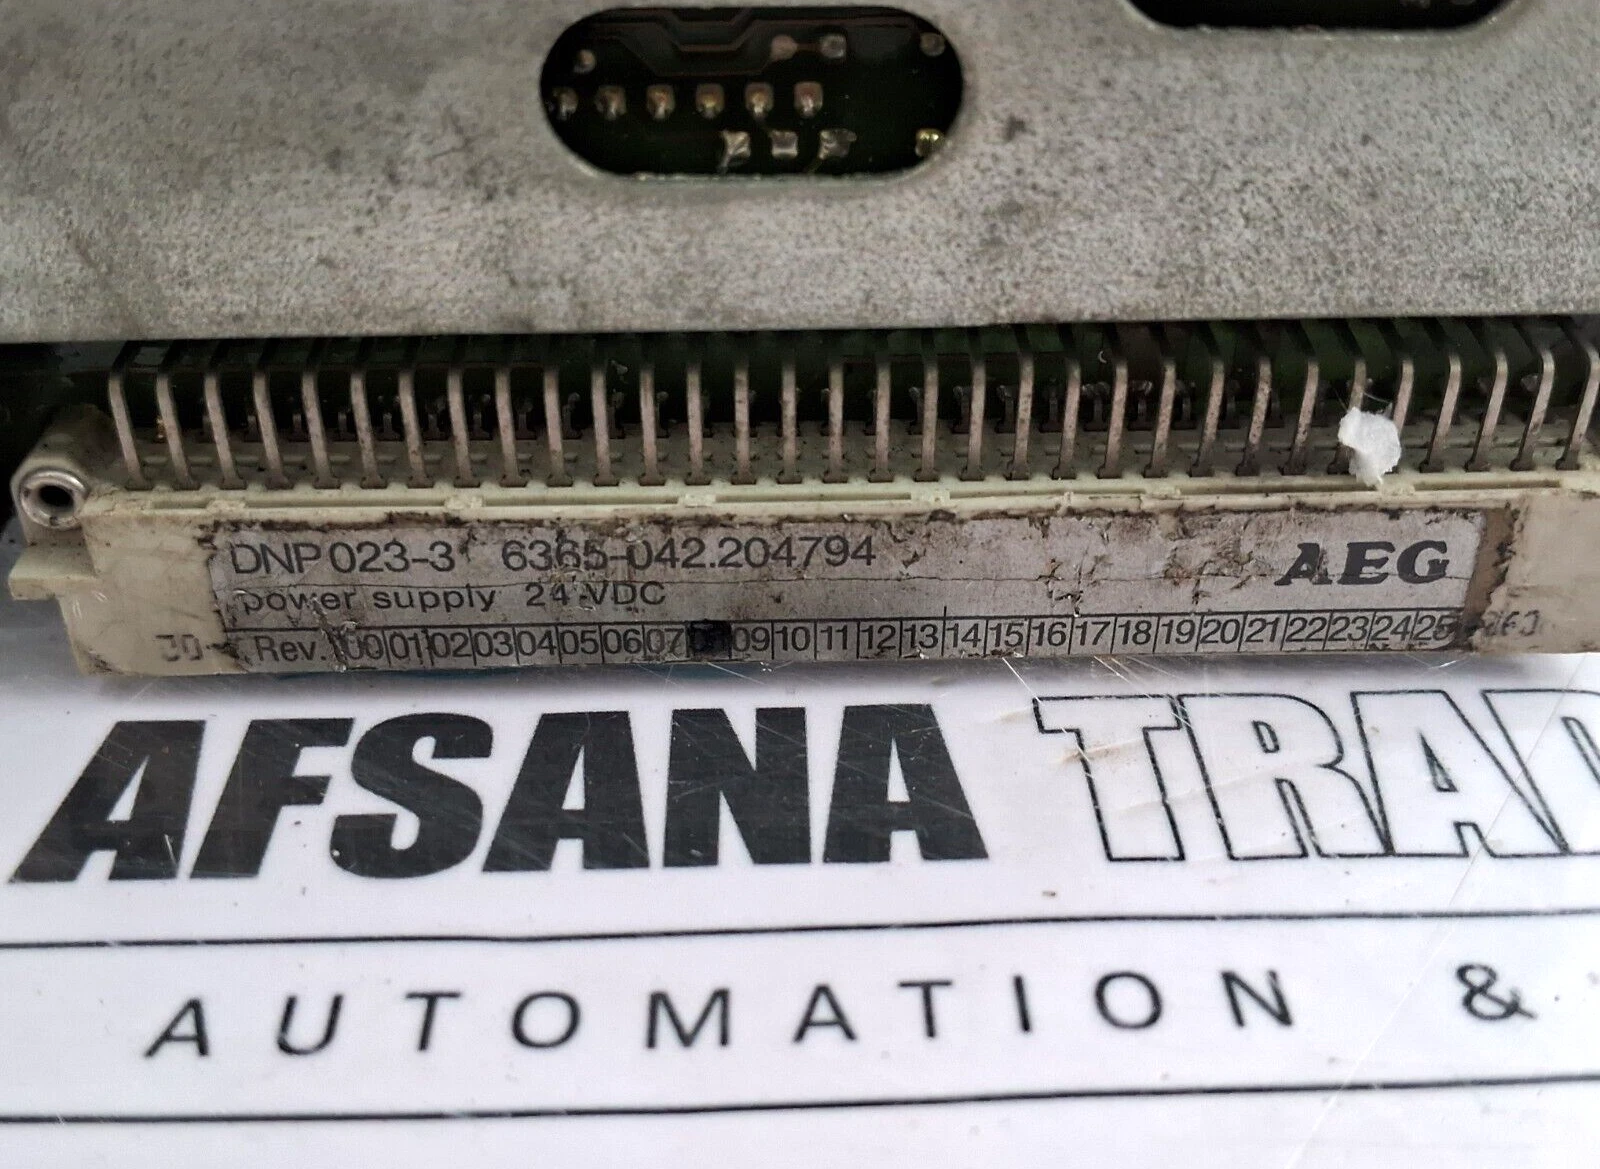 DNP023-3 6365-042.204794 AEG
power supply 24 VDC
Rev. 00 01 02 03 04 05 06 07 09 10 11 12 13 14 15 16 17 18 19 20 21 22 23 24 25
AFSANA TRAD
AUTOMATION &